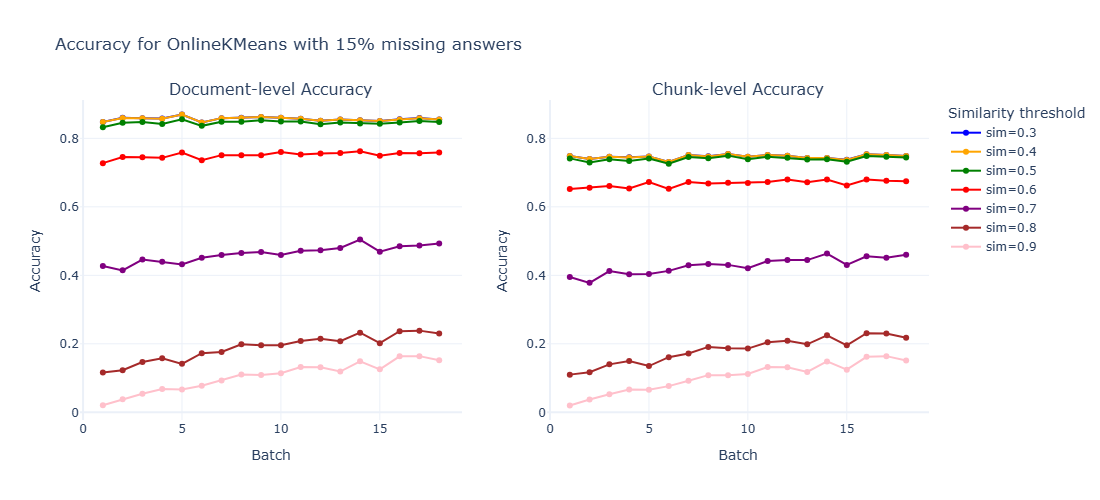 Accuracy for OnlineKMeans with 15% missing answers
Document-level Accuracy
Chunk-level Accuracy
Similarity threshold
sim=0.3
sim=0.4
sim=0.5
sim=0.6
sim=0.7
sim=0.8
sim=0.9
Accuracy
0.8
0.6
0.4
0.2
0
0
5
10
15
Batch
Accuracy
0.8
0.6
0.4
0.2
0
0
5
10
15
Batch